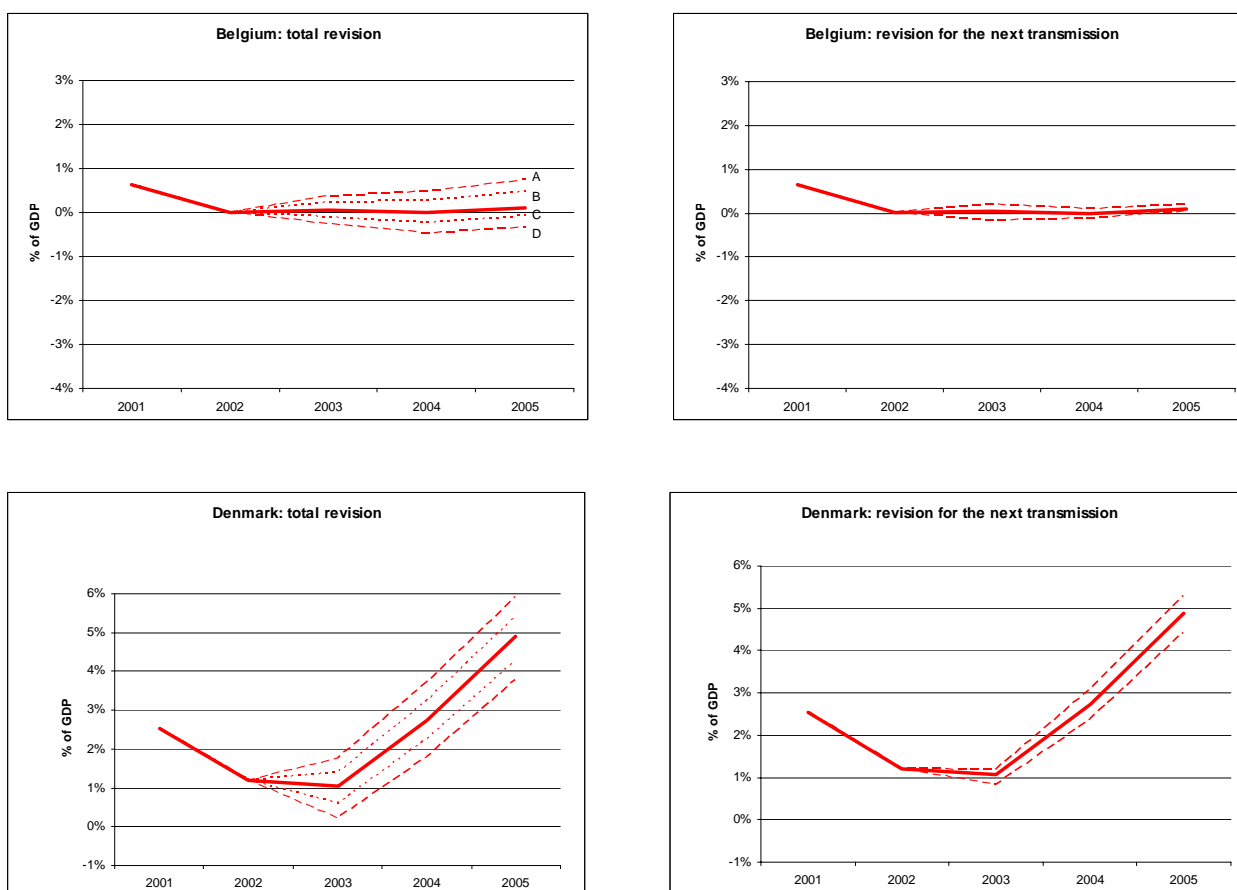 Belgium: total revision
3%
2%
1%
0%
-1%
-2%
-3%
-4%
% of GDP
A
B
C
D
2001 2002 2003 2004 2005
Belgium: revision for the next transmission
3%
2%
1%
0%
-1%
-2%
-3%
-4%
% of GDP
2001 2002 2003 2004 2005
Denmark: total revision
6%
5%
4%
3%
2%
1%
0%
-1%
% of GDP
2001 2002 2003 2004 2005
Denmark: revision for the next transmission
6%
5%
4%
3%
2%
1%
0%
-1%
% of GDP
2001 2002 2003 2004 2005